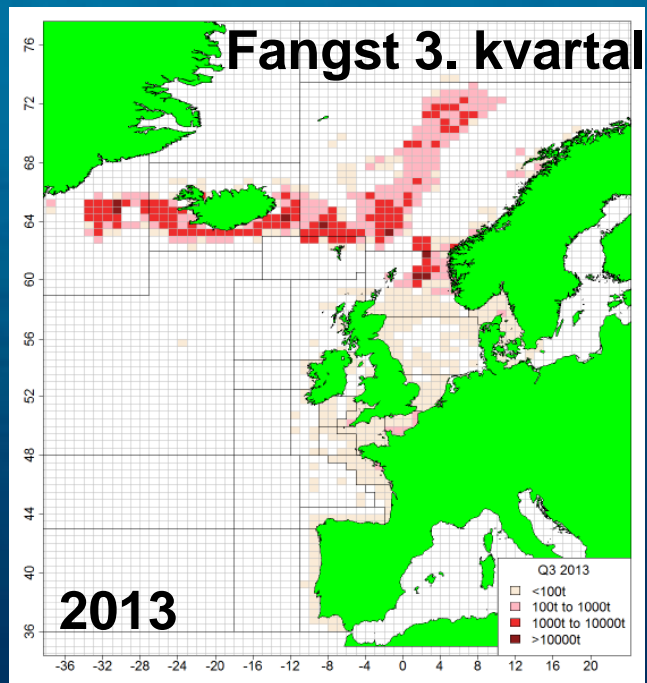 Fangst 3. kvartal
76
72
68
64
60
56
52
48
44
40
36
2013
Q3 2013
<100t
100t to 1000t
1000t to 10000t
>10000t
-36 -32 -28 -24 -20 -16 -12 -8 -4 0 4 8 12 16 20